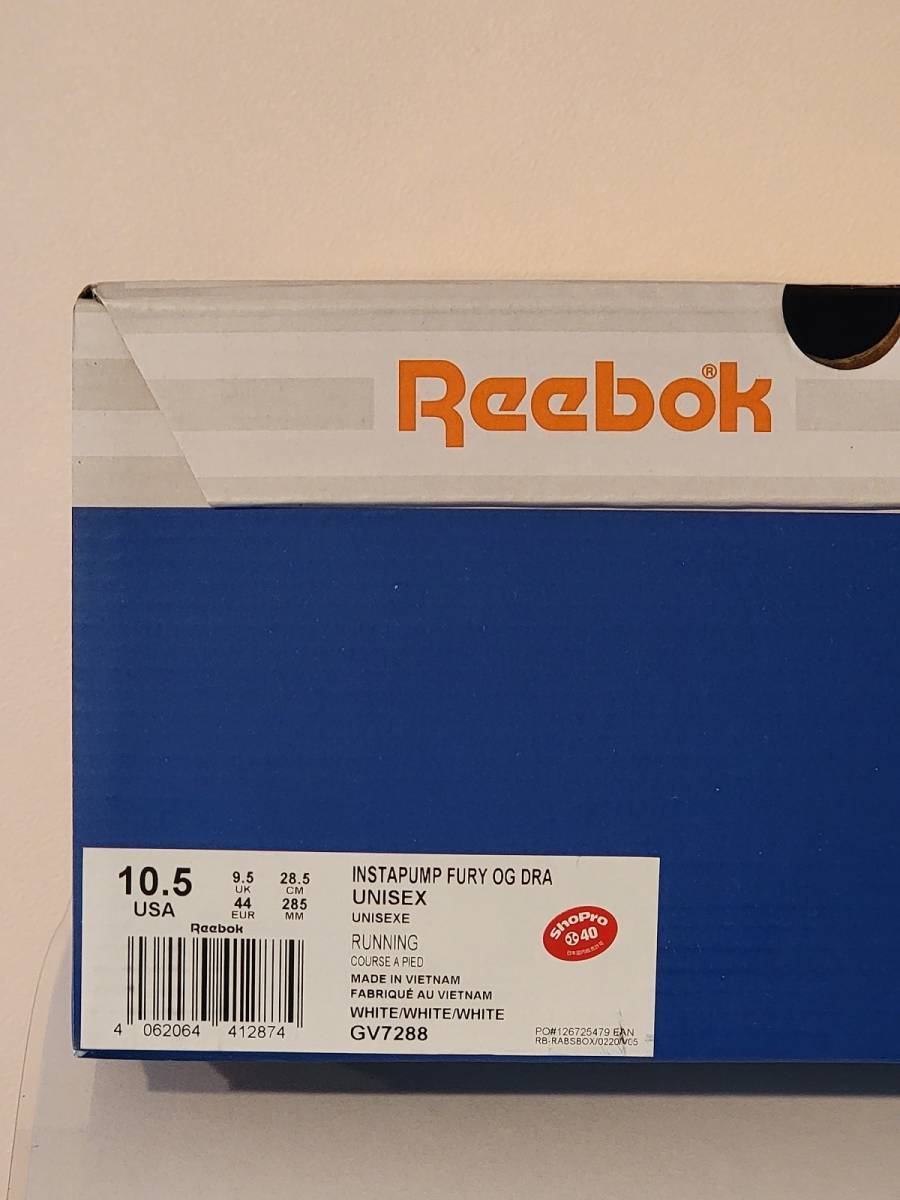 Reebok®
10.5
USA
9.5
UK
44
EUR
28.5
CM
285
MM
Reebok
4 062064 412874
INSTAPUMP FURY OG DRA
UNISEX
UNISEXE
RUNNING
COURSE A PIED
MADE IN VIETNAM
FABRIQUÉ AU VIETNAM
WHITE/WHITE/WHITE
GV7288
ShoPro
40
PO#126725479 EAN
RB-RABSBOX/0220/V05